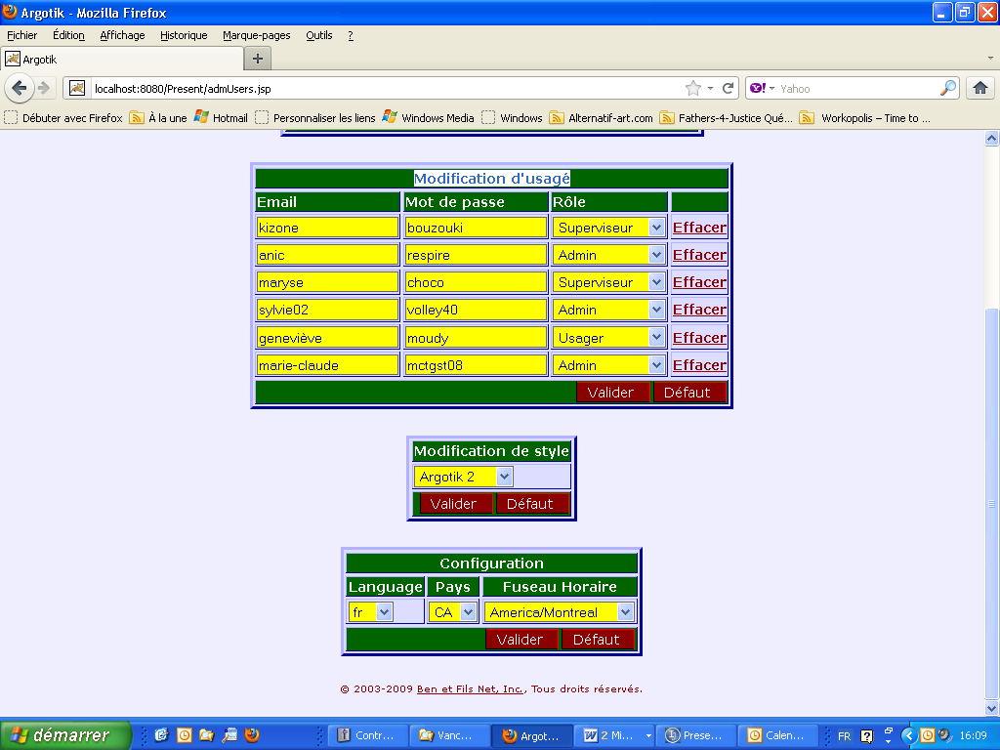 Argotik - Mozilla Firefox
Fichier Édition Affichage Historique Marque-pages Outils ?
Argotik
localhost:8080/Present/admUsers.jsp Yahoo
Débuter avec Firefox À la une Hotmail Personnaliser les liens Windows Media Windows Alternatif-art.com Fathers-4-Justice Qué... Workopolis – Time to ...
Modification d'usagé
Email Mot de passe Rôle
kizone bouzouki Superviseur Effacer
anic respire Admin Effacer
maryse choco Superviseur Effacer
sylvie02 volley40 Admin Effacer
geneviève moudy Usager Effacer
marie-claude mctgst08 Admin Effacer
Valider Défaut
Modification de style
Argotik 2
Valider Défaut
Configuration
Language Pays Fuseau Horaire
fr CA America/Montreal
Valider Défaut
© 2003-2009 Ben et Fils Net, Inc., Tous droits réservés.
démarrer Contr... Vanc... Argot... 2 Mi... Prese... Calen... FR 16:09